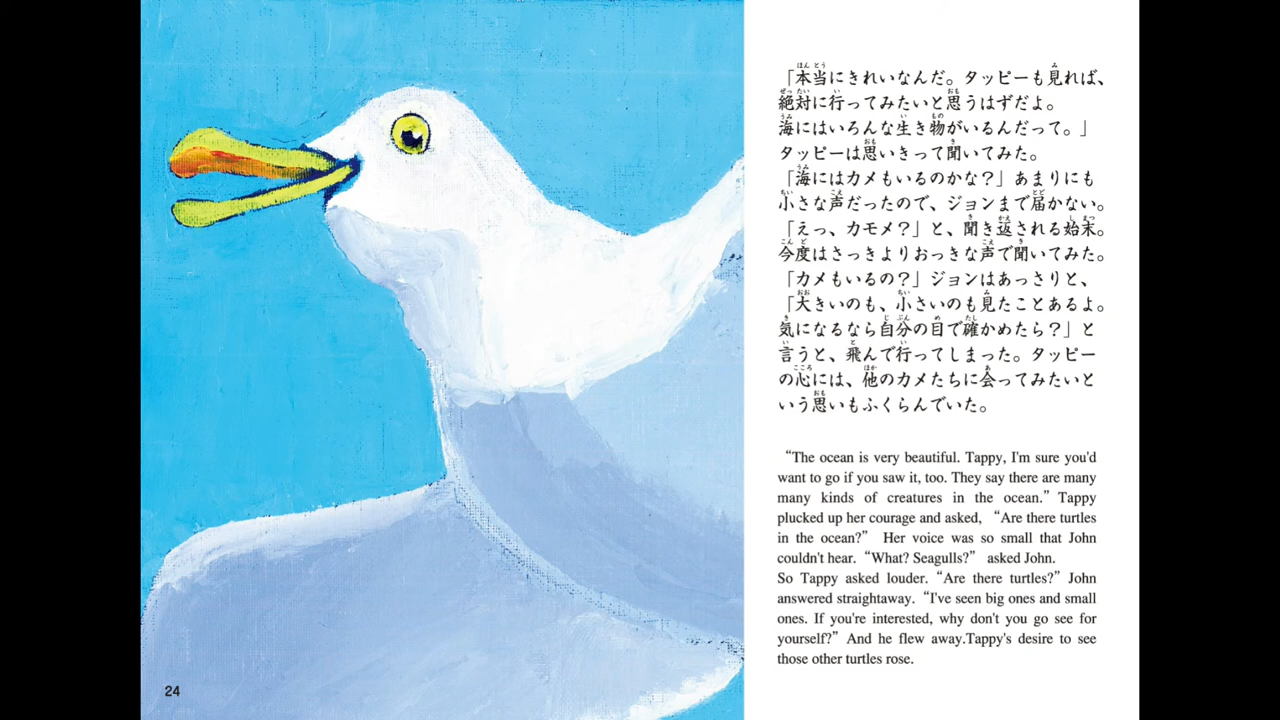 「本当にきれいなんだ。タッピーも見れば、
絶対に行ってみたいと思うはずだよ。
海にはいろんな生き物がいるんだって。」
タッピーは思いきって聞いてみた。
「海にはカメもいるのかな？」あまりにも
小さな声だったので、ジョンまで届かない。
「えっ、カモメ？」と、聞き返される始末。
今度はさっきよりおっきな声で聞いてみた。
「カメもいるの？」ジョンはあっさりと、
「大きいのも、小さいのも見たことあるよ。
気になるなら自分の目で確かめたら？」と
言うと、飛んで行ってしまった。タッピー
の心には、他のカメたちに会ってみたいと
いう思いもふくらんでいた。
“The ocean is very beautiful. Tappy, I'm sure you'd
want to go if you saw it, too. They say there are many
many kinds of creatures in the ocean.” Tappy
plucked up her courage and asked, “Are there turtles
in the ocean?” Her voice was so small that John
couldn't hear. “What? Seagulls?” asked John.
So Tappy asked louder. “Are there turtles?” John
answered straightaway. “I've seen big ones and small
ones. If you're interested, why don't you go see for
yourself?” And he flew away.Tappy's desire to see
those other turtles rose.
24